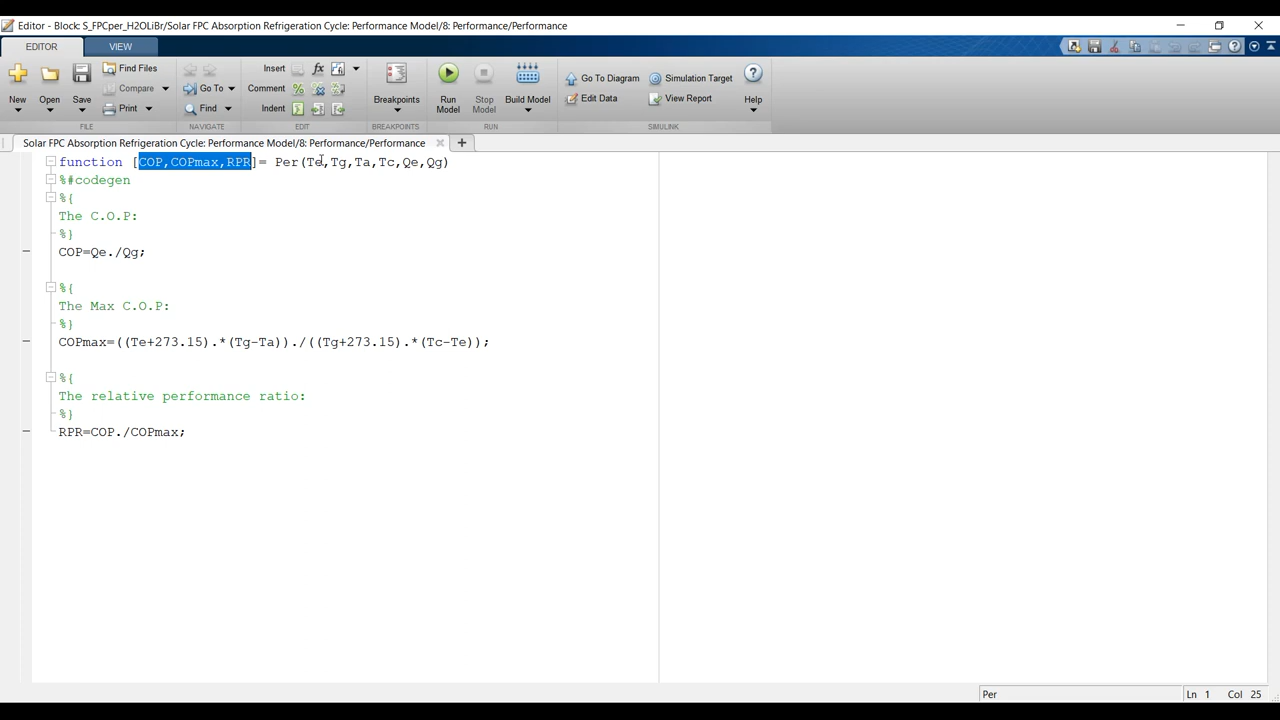 Editor - Block: S_FPCper_H2OLiBr/Solar FPC Absorption Refrigeration Cycle: Performance Model/8: Performance/Performance
EDITOR VIEW
New Open Save Find Files Compare Print
FILE
Go To Find
NAVIGATE
Insert
Comment
Indent
EDIT
Breakpoints
BREAKPOINTS
Run Model Stop Model Build Model
RUN
Go To Diagram Simulation Target
Edit Data View Report
Help
SIMULINK
Solar FPC Absorption Refrigeration Cycle: Performance Model/8: Performance/Performance
function [COP,COPmax,RPR]= Per(Te,Tg,Ta,Tc,Qe,Qg)
%#codegen
%{
The C.O.P:
%}
COP=Qe./Qg;
%{
The Max C.O.P:
%}
COPmax=((Te+273.15).*(Tg-Ta))./((Tg+273.15).*(Tc-Te));
%{
The relative performance ratio:
%}
RPR=COP./COPmax;
Per Ln 1 Col 25